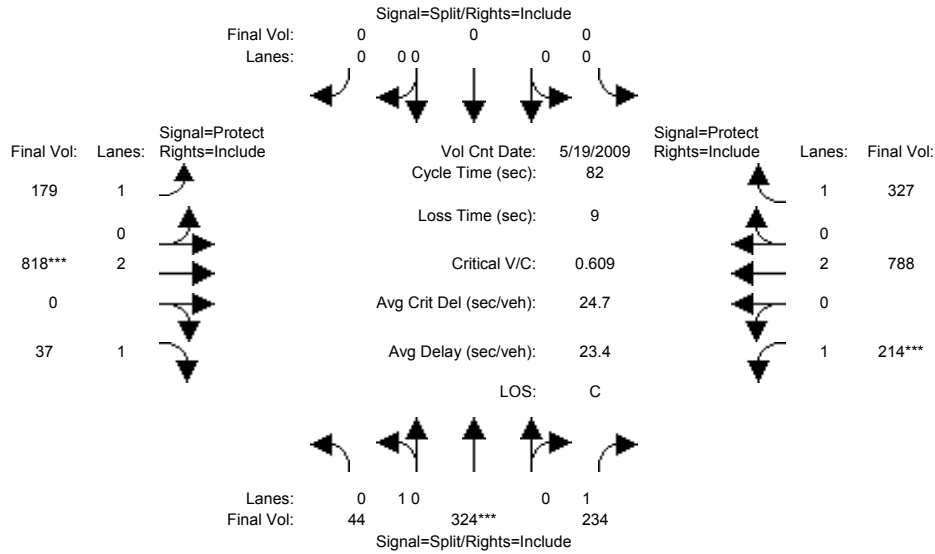 Signal=Split/Rights=Include
Final Vol: 0 0 0
Lanes: 0 0 0 0 0
Signal=Protect Signal=Protect
Final Vol: Lanes: Rights=Include Vol Cnt Date: 5/19/2009 Rights=Include Lanes: Final Vol:
Cycle Time (sec): 82
179 1 1 327
Loss Time (sec): 9
0 0
818*** 2 Critical V/C: 0.609 2 788
0 Avg Crit Del (sec/veh): 24.7 0
37 1 Avg Delay (sec/veh): 23.4 1 214***
LOS: C
Lanes: 0 1 0 0 1
Final Vol: 44 324*** 234
Signal=Split/Rights=Include